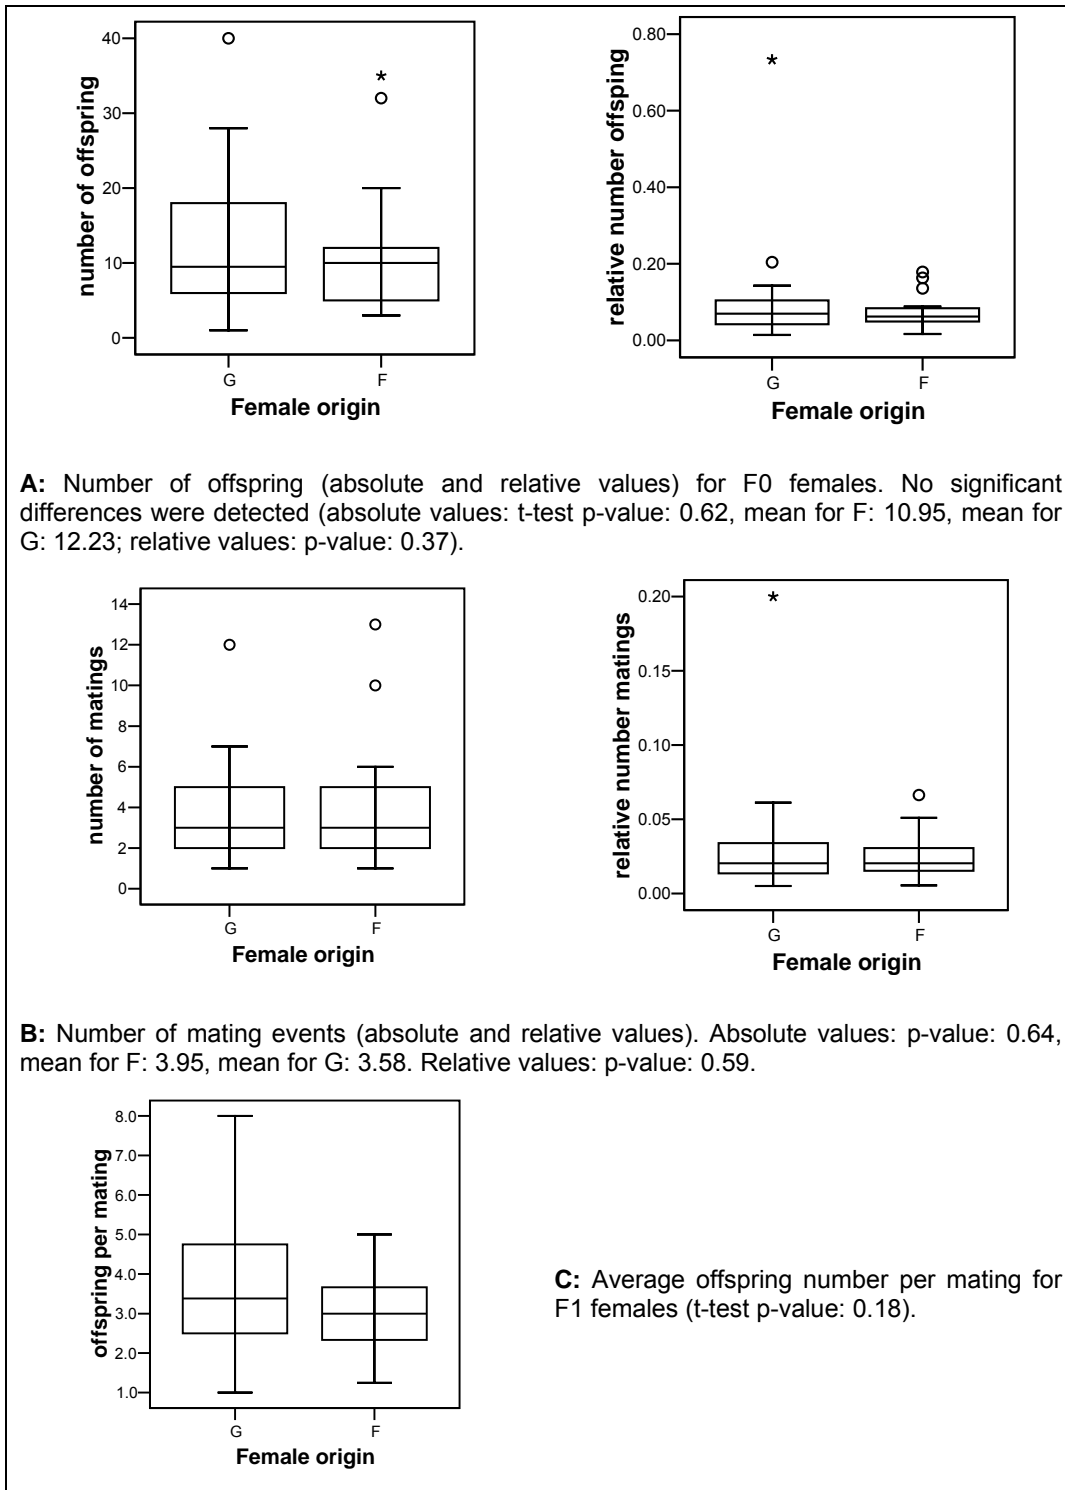 number of offspring
40
30
20
10
0
G F
Female origin
relative number offsping
0.80
0.60
0.40
0.20
0.00
G F
Female origin
A: Number of offspring (absolute and relative values) for F0 females. No significant
differences were detected (absolute values: t-test p-value: 0.62, mean for F: 10.95, mean for
G: 12.23; relative values: p-value: 0.37).
number of matings
14
12
10
8
6
4
2
0
G F
Female origin
relative number matings
0.20
0.15
0.10
0.05
0.00
G F
Female origin
B: Number of mating events (absolute and relative values). Absolute values: p-value: 0.64,
mean for F: 3.95, mean for G: 3.58. Relative values: p-value: 0.59.
offspring per mating
8.0
7.0
6.0
5.0
4.0
3.0
2.0
1.0
G F
Female origin
C: Average offspring number per mating for
F1 females (t-test p-value: 0.18).